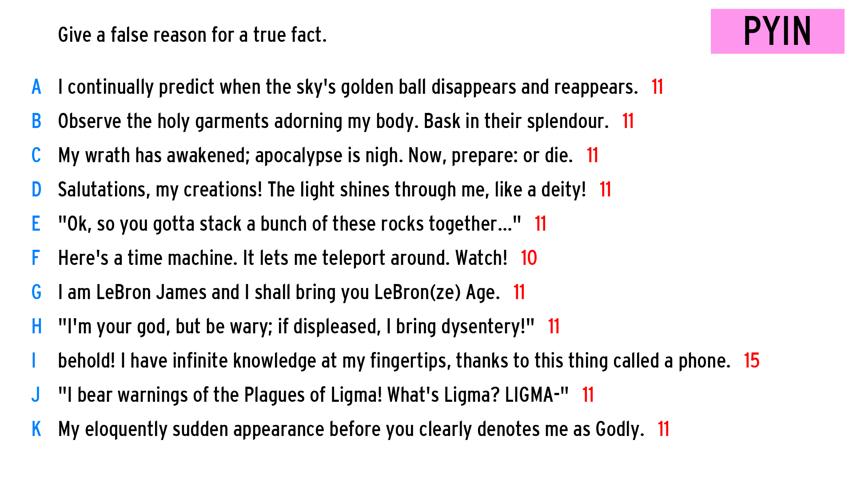 Give a false reason for a true fact.
PYIN
A I continually predict when the sky's golden ball disappears and reappears. 11
B Observe the holy garments adorning my body. Bask in their splendour. 11
C My wrath has awakened; apocalypse is nigh. Now, prepare: or die. 11
D Salutations, my creations! The light shines through me, like a deity! 11
E "Ok, so you gotta stack a bunch of these rocks together..." 11
F Here's a time machine. It lets me teleport around. Watch! 10
G I am LeBron James and I shall bring you LeBron(ze) Age. 11
H "I'm your god, but be wary; if displeased, I bring dysentery!" 11
I behold! I have infinite knowledge at my fingertips, thanks to this thing called a phone. 15
J "I bear warnings of the Plagues of Ligma! What's Ligma? LIGMA-" 11
K My eloquently sudden appearance before you clearly denotes me as Godly. 11